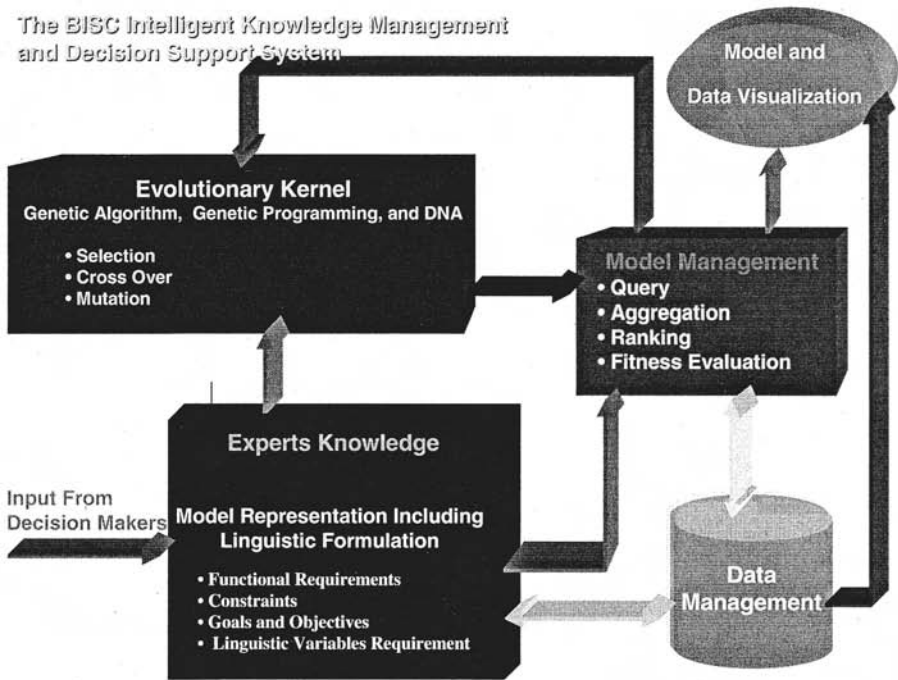 The BISC Intelligent Knowledge Management
and Decision Support System
Model and
Data Visualization
Evolutionary Kernel
Genetic Algorithm, Genetic Programming, and DNA
• Selection
• Cross Over
• Mutation
Model Management
• Query
• Aggregation
• Ranking
• Fitness Evaluation
Experts Knowledge
Input From
Decision Makers
Model Representation Including
Linguistic Formulation
• Functional Requirements
• Constraints
• Goals and Objectives
• Linguistic Variables Requirement
Data
Management